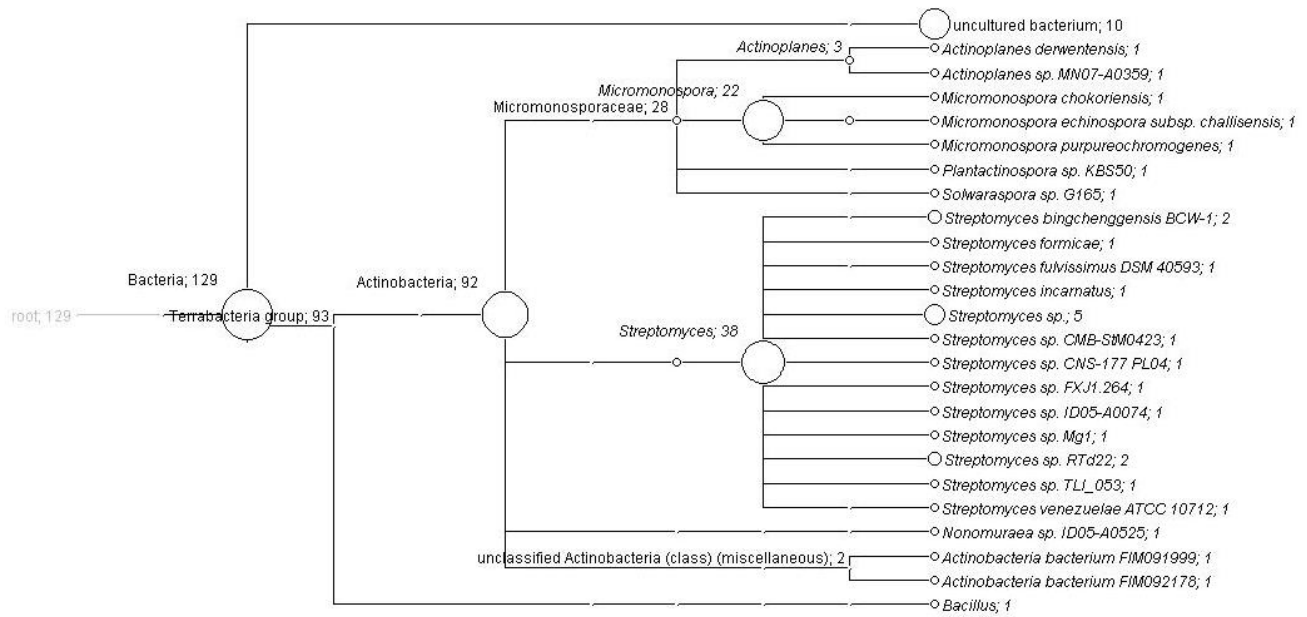 uncultured bacterium; 10
Actinoplanes; 3
Actinoplanes derwentensis; 1
Actinoplanes sp. MN07-A0359; 1
Micromonospora; 22
Micromonospora chokoriensis; 1
Micromonosporaceae; 28
Micromonospora echinospora subsp. challisensis; 1
Micromonospora purpureochromogenes; 1
Plantactinospora sp. KBS50; 1
Solwaraspora sp. G165; 1
Streptomyces bingchenggensis BCW-1; 2
Streptomyces formicae; 1
Streptomyces fulvissimus DSM 40593; 1
Bacteria; 129
Actinobacteria; 92
Streptomyces incarnatus; 1
root; 129
Terrabacteria group; 93
Streptomyces sp.; 5
Streptomyces; 38
Streptomyces sp. CMB-StM0423; 1
Streptomyces sp. CNS-177 PL04; 1
Streptomyces sp. FXJ1.264; 1
Streptomyces sp. ID05-A0074; 1
Streptomyces sp. Mg1; 1
Streptomyces sp. RTd22; 2
Streptomyces sp. TLI_053; 1
Streptomyces venezuelae ATCC 10712; 1
Nonomuraea sp. ID05-A0525; 1
unclassified Actinobacteria (class) (miscellaneous); 2
Actinobacteria bacterium FIM091999; 1
Actinobacteria bacterium FIM092178; 1
Bacillus; 1